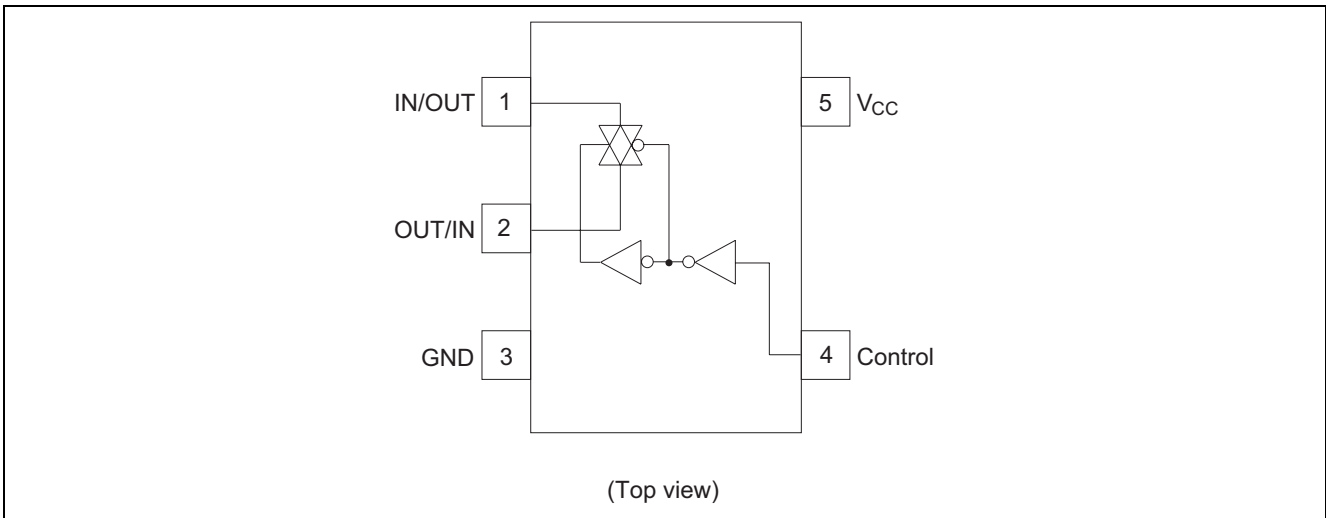 IN/OUT 1
5 VCC
OUT/IN 2
GND 3
4 Control
(Top view)